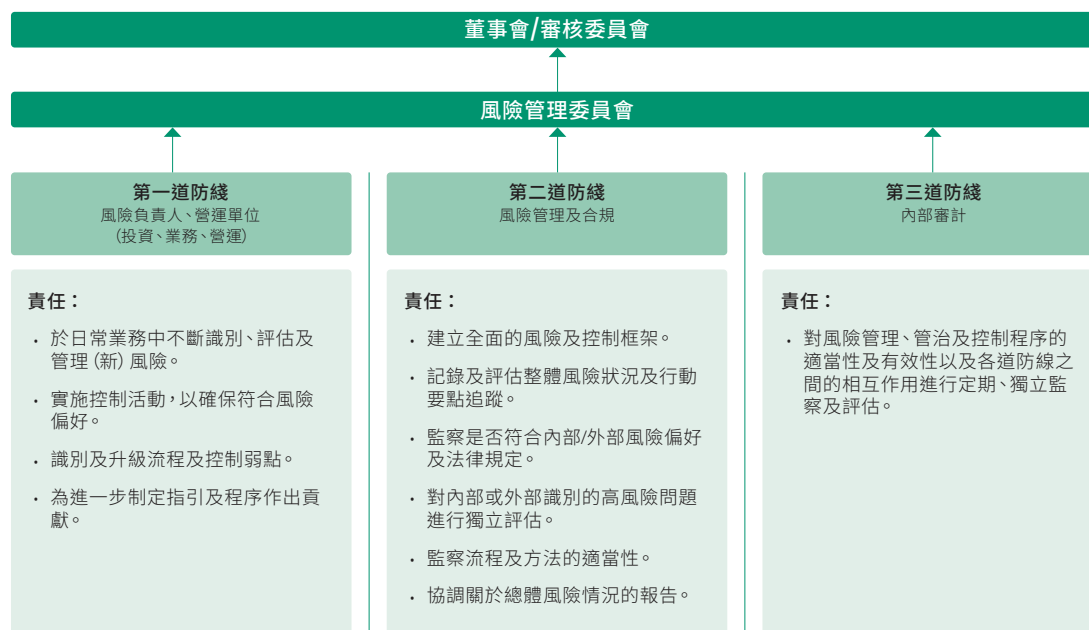 董事會/審核委員會
風險管理委員會
第一道防綫
風險負責人、營運單位
(投資、業務、營運)
責任：
• 於日常業務中不斷識別、評估及
管理 (新) 風險。
• 實施控制活動，以確保符合風險
偏好。
• 識別及升級流程及控制弱點。
• 為進一步制定指引及程序作出貢
獻。
第二道防綫
風險管理及合規
責任：
• 建立全面的風險及控制框架。
• 記錄及評估整體風險狀況及行動
要點追蹤。
• 監察是否符合內部/外部風險偏好
及法律規定。
• 對內部或外部識別的高風險問題
進行獨立評估。
• 監察流程及方法的適當性。
• 協調關於總體風險情況的報告。
第三道防綫
內部審計
責任：
• 對風險管理、管治及控制程序的
適當性及有效性以及各道防線之
間的相互作用進行定期、獨立監
察及評估。